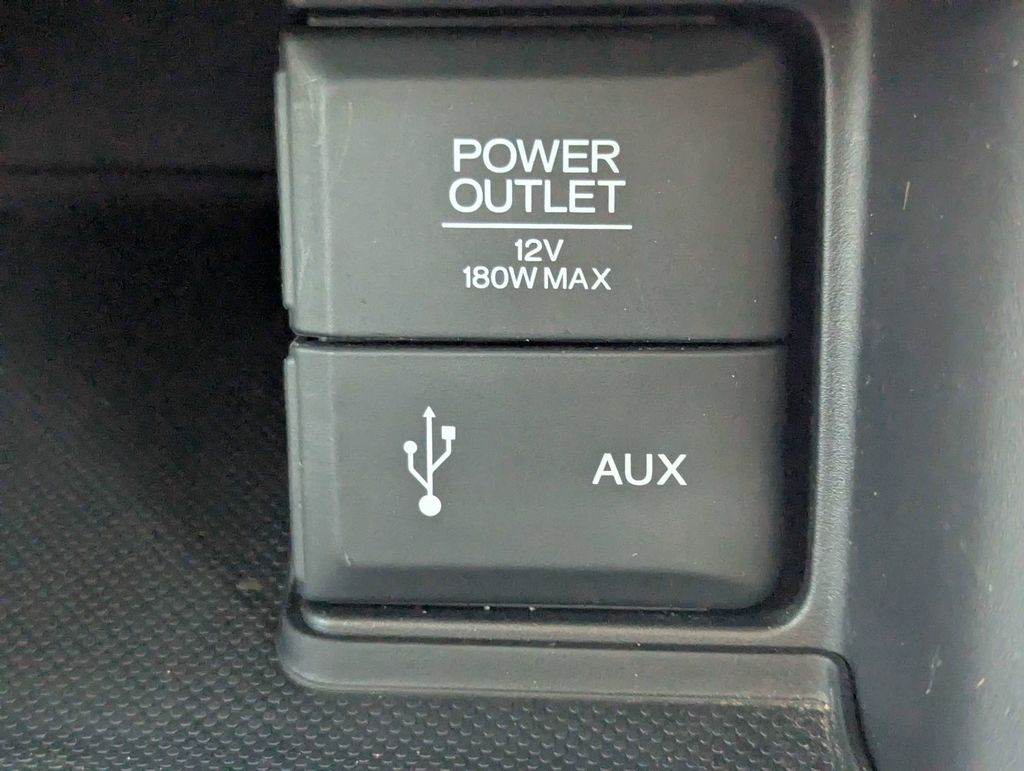 POWER
OUTLET
12V
180W MAX
AUX